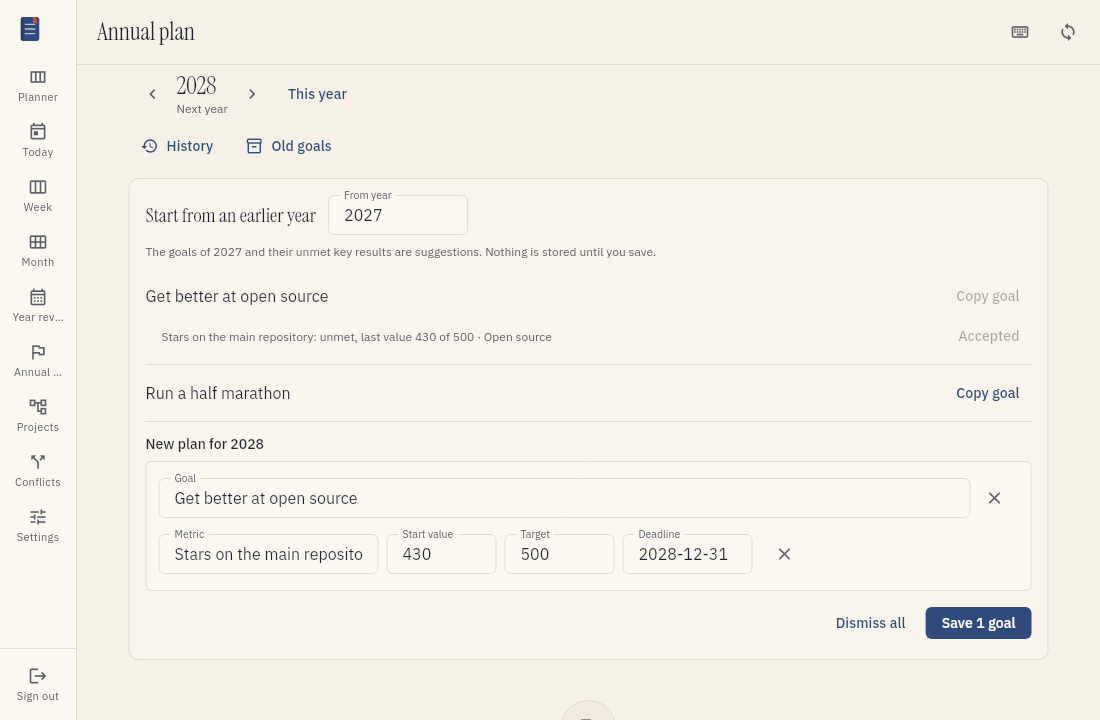 Annual plan
Planner
Today
Week
Month
Year rev...
Annual ...
Projects
Conflicts
Settings
Sign out
2028
Next year
This year
History
Old goals
Start from an earlier year
From year
2027
The goals of 2027 and their unmet key results are suggestions. Nothing is stored until you save.
Get better at open source
Copy goal
Stars on the main repository: unmet, last value 430 of 500 · Open source
Accepted
Run a half marathon
Copy goal
New plan for 2028
Goal
Get better at open source
Metric
Stars on the main reposito
Start value
430
Target
500
Deadline
2028-12-31
Dismiss all
Save 1 goal